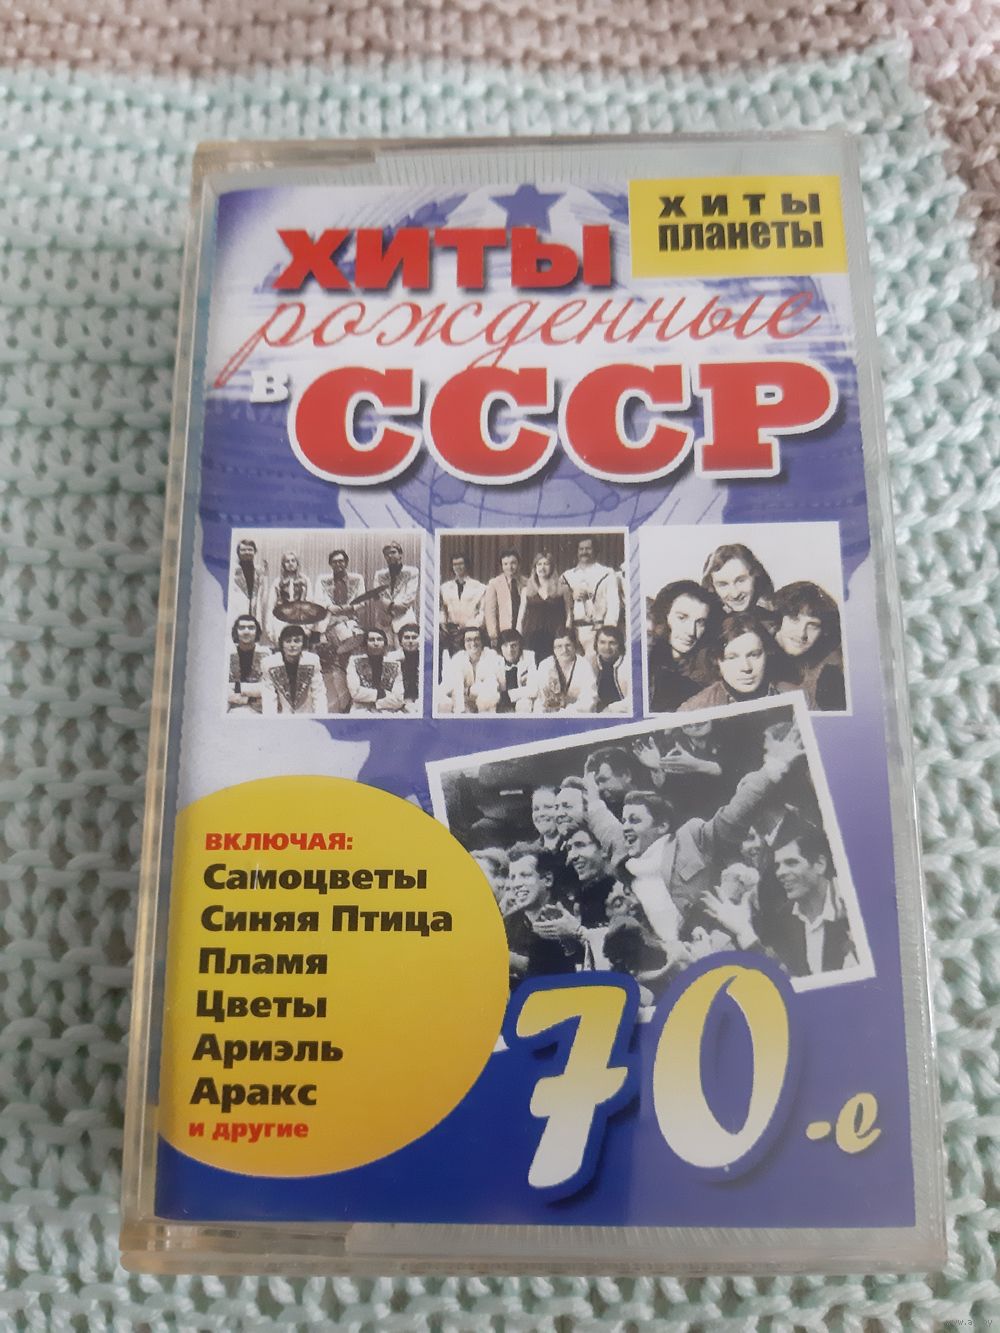 ХИТЫ
ПЛАНЕТЫ
ХИТЫ
рожденные
в СССР
ВКЛЮЧАЯ:
Самоцветы
Синяя Птица
Пламя
Цветы
Ариэль
Аракс
и другие
70-е